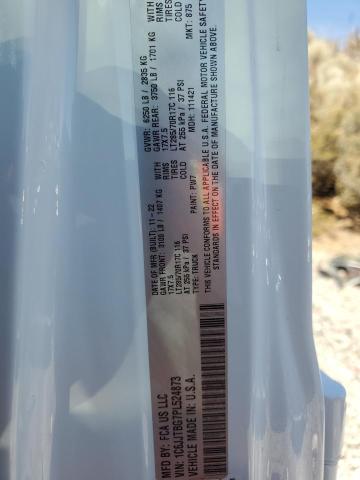 MFD BY: FCA US LLC
DATE OF MFR (BUILT): 11-22
GVWR: 6250 LB / 2835 KG
GAWR FRONT: 3100 LB / 1407 KG
GAWR REAR: 3750 LB / 1701 KG
WITH
17X7.5
RIMS
17X7.5
RIMS
LT285/70R17C 116
TIRES
LT285/70R17C 116
TIRES
AT 255 kPa / 37 PSI
COLD
AT 255 kPa / 37 PSI
COLD
VIN: 1C6JJTBG7PL524873
TYPE: TRUCK
PAINT: PW7
MDH: 111421
MKT: 875
VEHICLE MADE IN: U.S.A.
THIS VEHICLE CONFORMS TO ALL APPLICABLE U.S.A. FEDERAL MOTOR VEHICLE SAFETY
STANDARDS IN EFFECT ON THE DATE OF MANUFACTURE SHOWN ABOVE.